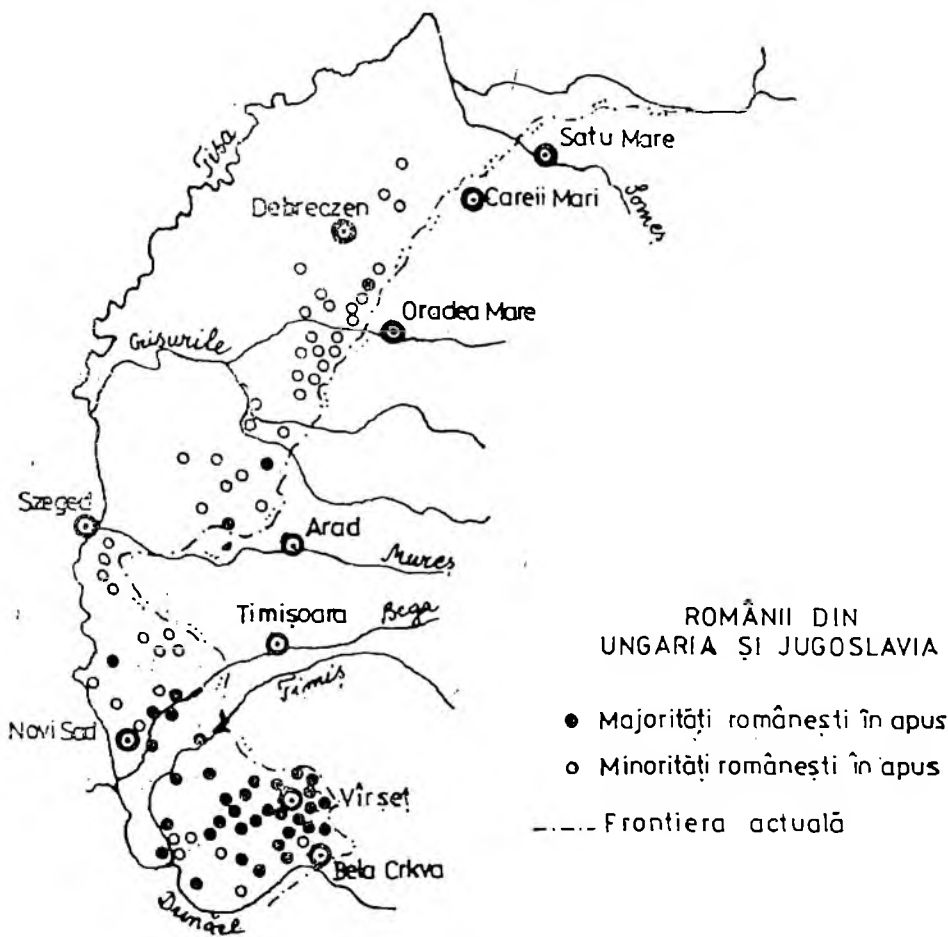 Tisa
Satu Mare
Careii Mari
Someș
Debreczen
Oradea Mare
Crișurile
Szeged
Arad
Mureș
Timișoara
Bega
Timiș
Novi Sad
Vîrșeț
Bela Crkva
Dunăre
ROMÂNII DIN
UNGARIA ȘI JUGOSLAVIA
Majorități românești în apus
Minorități românești în apus
Frontiera actuală